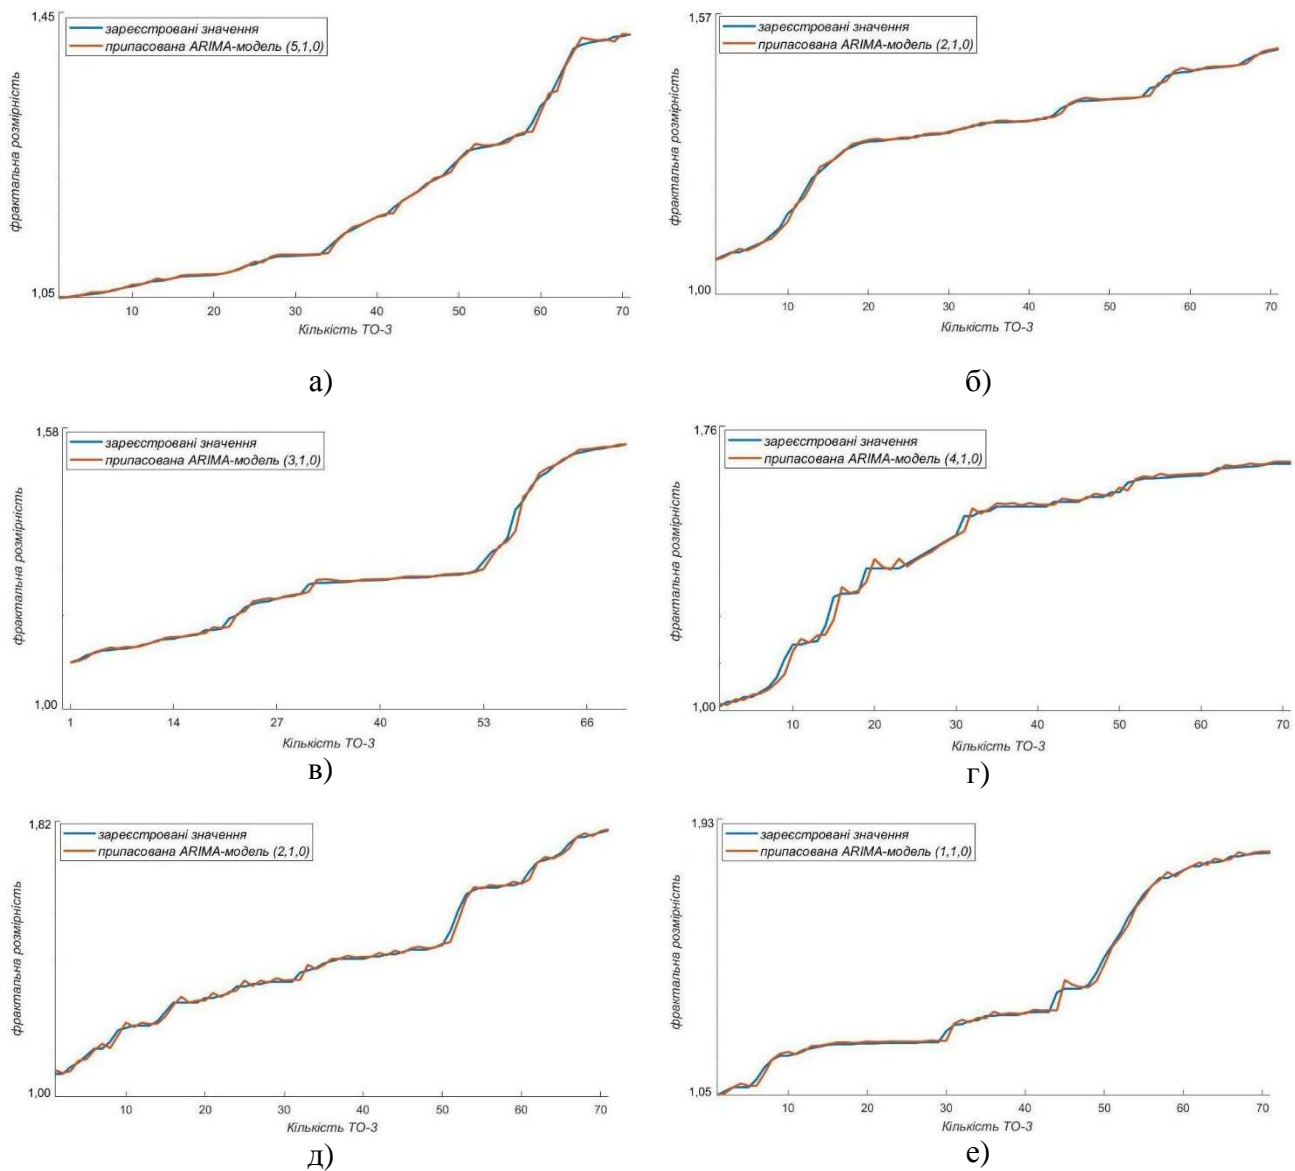 1,45
зареєстровані значення
припасована ARIMA-модель (5,1,0)
фрактальна розмірність
1,05
10 20 30 40 50 60 70
Кількість ТО-3
а)
1,57
зареєстровані значення
припасована ARIMA-модель (2,1,0)
фрактальна розмірність
1,00
10 20 30 40 50 60 70
Кількість ТО-3
б)
1,58
зареєстровані значення
припасована ARIMA-модель (3,1,0)
фрактальна розмірність
1,00
1 14 27 40 53 66
Кількість ТО-3
в)
1,76
зареєстровані значення
припасована ARIMA-модель (4,1,0)
фрактальна розмірність
1,00
10 20 30 40 50 60 70
Кількість ТО-3
г)
1,82
зареєстровані значення
припасована ARIMA-модель (2,1,0)
фрактальна розмірність
1,00
10 20 30 40 50 60 70
Кількість ТО-3
д)
1,93
зареєстровані значення
припасована ARIMA-модель (1,1,0)
фрактальна розмірність
1,05
10 20 30 40 50 60 70
Кількість ТО-3
е)